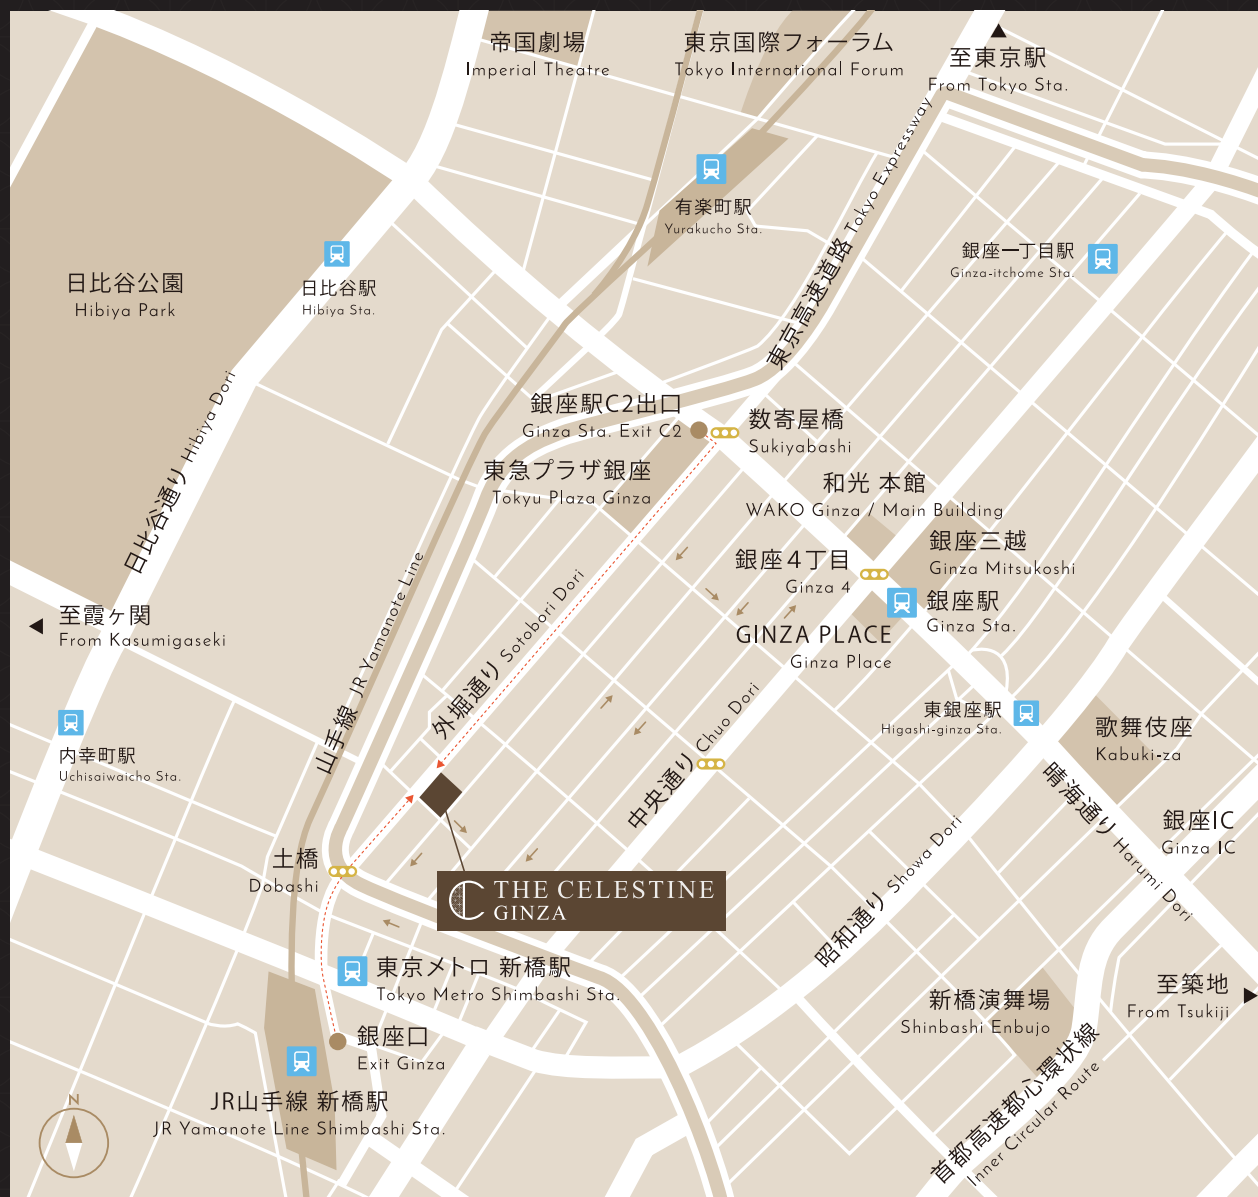 帝国劇場
Imperial Theatre
東京国際フォーラム
Tokyo International Forum
至東京駅
From Tokyo Sta.
有楽町駅
Yurakucho Sta.
東京高速道路 Tokyo Expressway
銀座一丁目駅
Ginza-itchome Sta.
日比谷公園
Hibiya Park
日比谷駅
Hibiya Sta.
日比谷通り Hibiya Dori
銀座駅C2出口
Ginza Sta. Exit C2
数寄屋橋
Sukiyabashi
東急プラザ銀座
Tokyu Plaza Ginza
和光 本館
WAKO Ginza / Main Building
銀座三越
Ginza Mitsukoshi
銀座4丁目
Ginza 4
銀座駅
Ginza Sta.
GINZA PLACE
Ginza Place
至霞ヶ関
From Kasumigaseki
山手線 JR Yamanote Line
外堀通り Sotobori Dori
中央通り Chuo Dori
東銀座駅
Higashi-ginza Sta.
歌舞伎座
Kabuki-za
内幸町駅
Uchisaiwaicho Sta.
晴海通り Harumi Dori
銀座IC
Ginza IC
昭和通り Showa Dori
土橋
Dobashi
THE CELESTINE
GINZA
東京メトロ 新橋駅
Tokyo Metro Shimbashi Sta.
新橋演舞場
Shinbashi Enbujo
至築地
From Tsukiji
銀座口
Exit Ginza
JR山手線 新橋駅
JR Yamanote Line Shimbashi Sta.
首都高速都心環状線
Inner Circular Route
N